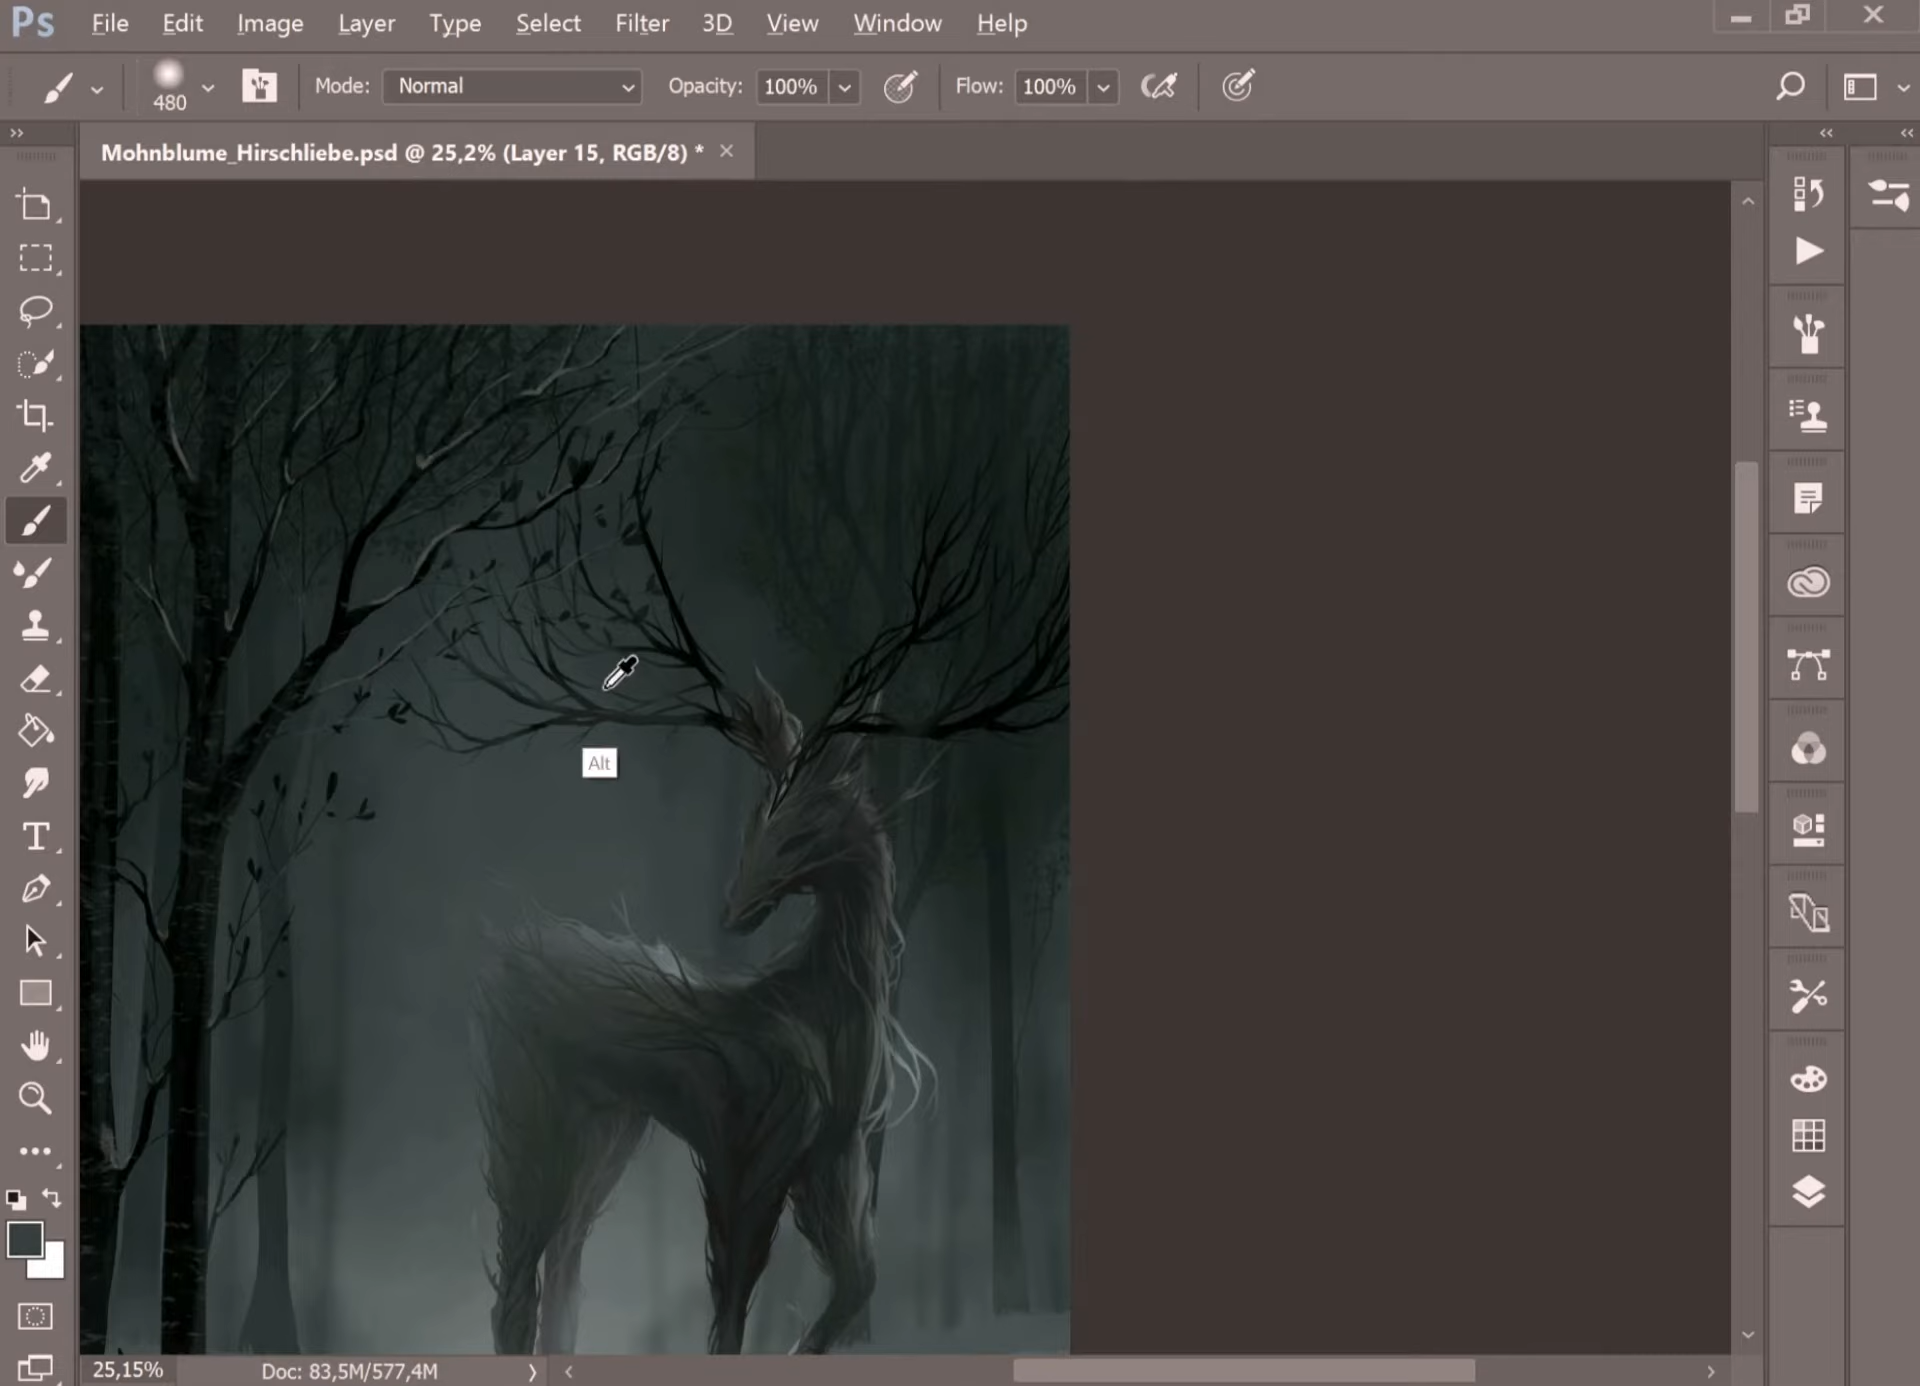 Ps File Edit Image Layer Type Select Filter 3D View Window Help
480 Mode: Normal Opacity: 100% Flow: 100%
Mohnblume_Hirschliebe.psd @ 25,2% (Layer 15, RGB/8) *
Alt
25,15% Doc: 83,5M/577,4M